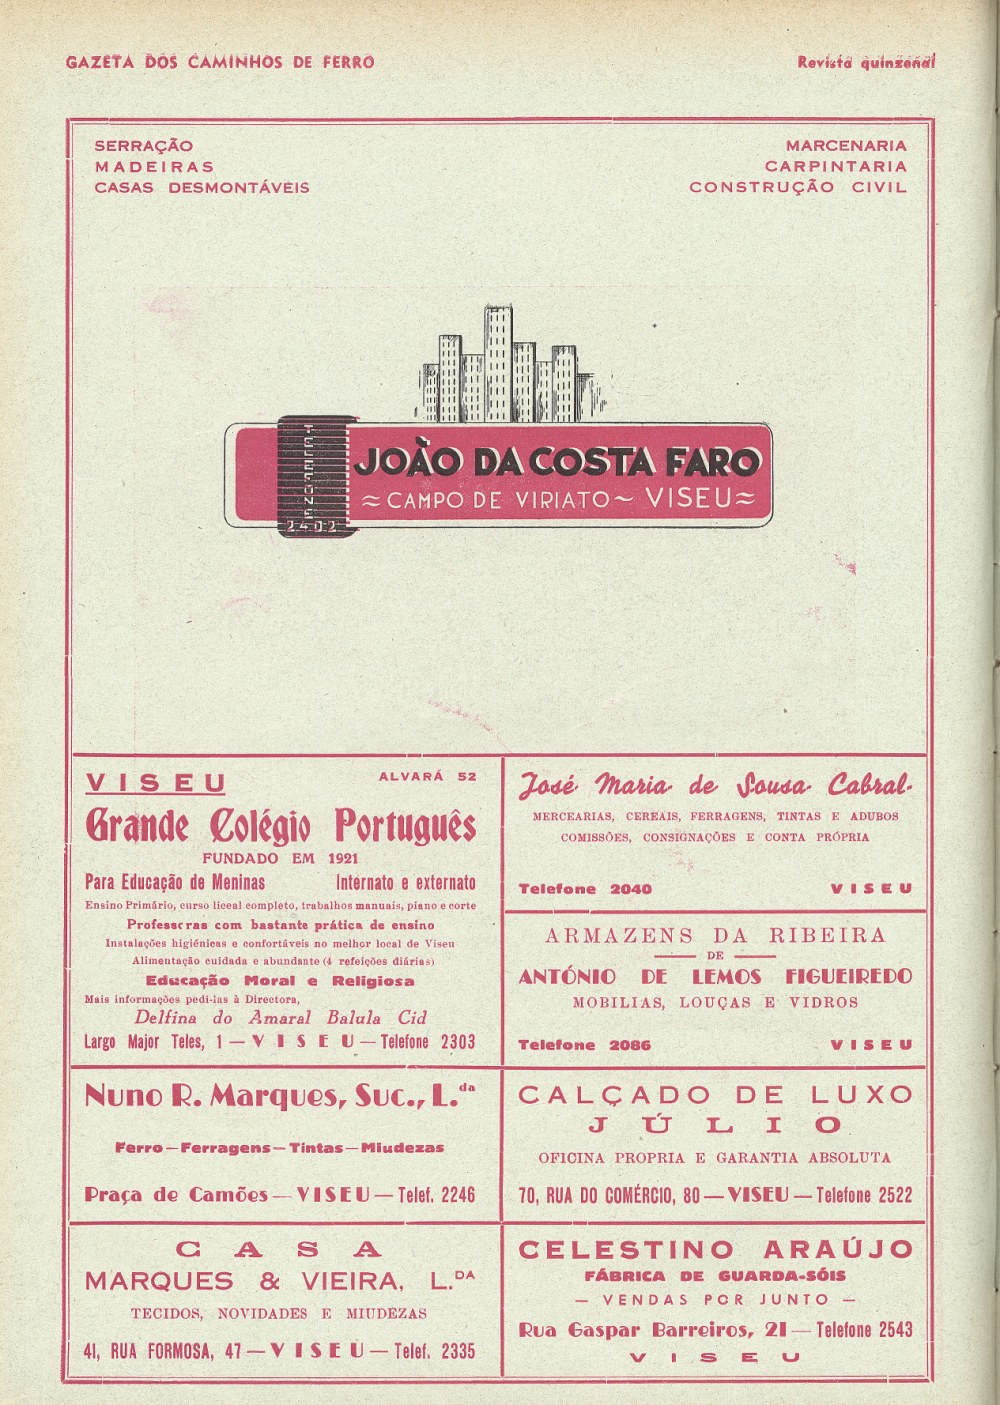 GAZETA DOS CAMINHOS DE FERRO
Revista quinzenal
SERRAÇÃO
MADEIRAS
CASAS DESMONTÁVEIS
MARCENARIA
CARPINTARIA
CONSTRUÇÃO CIVIL
TELEFONE
2402
JOÃO DA COSTA FARO
≈ CAMPO DE VIRIATO ~ VISEU ≈
VISEU
ALVARÁ 52
Grande Colégio Português
FUNDADO EM 1921
Para Educação de Meninas Internato e externato
Ensino Primário, curso liceal completo, trabalhos manuais, piano e corte
Professoras com bastante prática de ensino
Instalações higiénicas e confortáveis no melhor local de Viseu
Alimentação cuidada e abundante (4 refeições diárias)
Educação Moral e Religiosa
Mais informações pedi-las à Directora,
Delfina do Amaral Balula Cid
Largo Major Teles, 1 — VISEU — Telefone 2303
José Maria de Sousa Cabral
MERCEARIAS, CEREAIS, FERRAGENS, TINTAS E ADUBOS
COMISSÕES, CONSIGNAÇÕES E CONTA PRÓPRIA
Telefone 2040 VISEU
ARMAZENS DA RIBEIRA
— DE —
ANTÓNIO DE LEMOS FIGUEIREDO
MOBILIAS, LOUÇAS E VIDROS
Telefone 2086 VISEU
Nuno R. Marques, Suc., L.da
Ferro—Ferragens—Tintas—Miudezas
Praça de Camões — VISEU — Telef. 2246
CALÇADO DE LUXO
JÚLIO
OFICINA PROPRIA E GARANTIA ABSOLUTA
70, RUA DO COMÉRCIO, 80 — VISEU — Telefone 2522
CASA
MARQUES & VIEIRA, L.DA
TECIDOS, NOVIDADES E MIUDEZAS
41, RUA FORMOSA, 47 — VISEU — Telef. 2335
CELESTINO ARAÚJO
FÁBRICA DE GUARDA-SÓIS
— VENDAS POR JUNTO —
Rua Gaspar Barreiros, 21 — Telefone 2543
VISEU